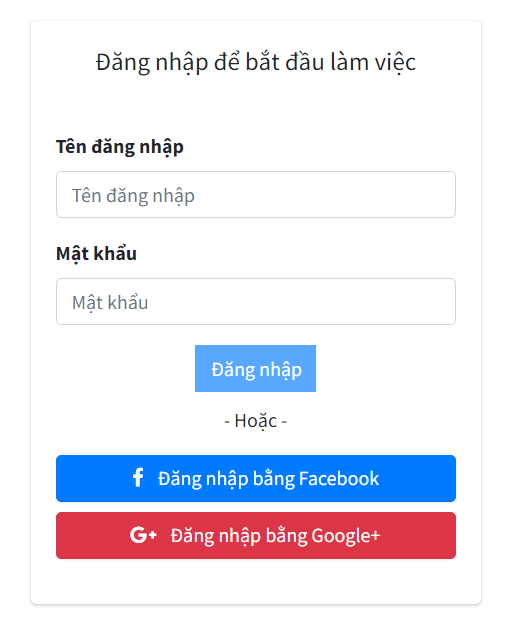 Đăng nhập để bắt đầu làm việc
Tên đăng nhập
Tên đăng nhập
Mật khẩu
Mật khẩu
Đăng nhập
- Hoặc -
Đăng nhập bằng Facebook
Đăng nhập bằng Google+